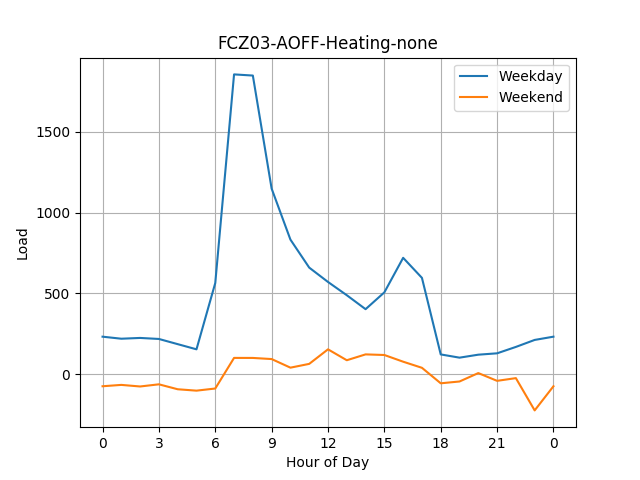 FCZ03-AOFF-Heating-none
Weekday
Weekend
1500
1000
500
0
Load
0 3 6 9 12 15 18 21 0
Hour of Day